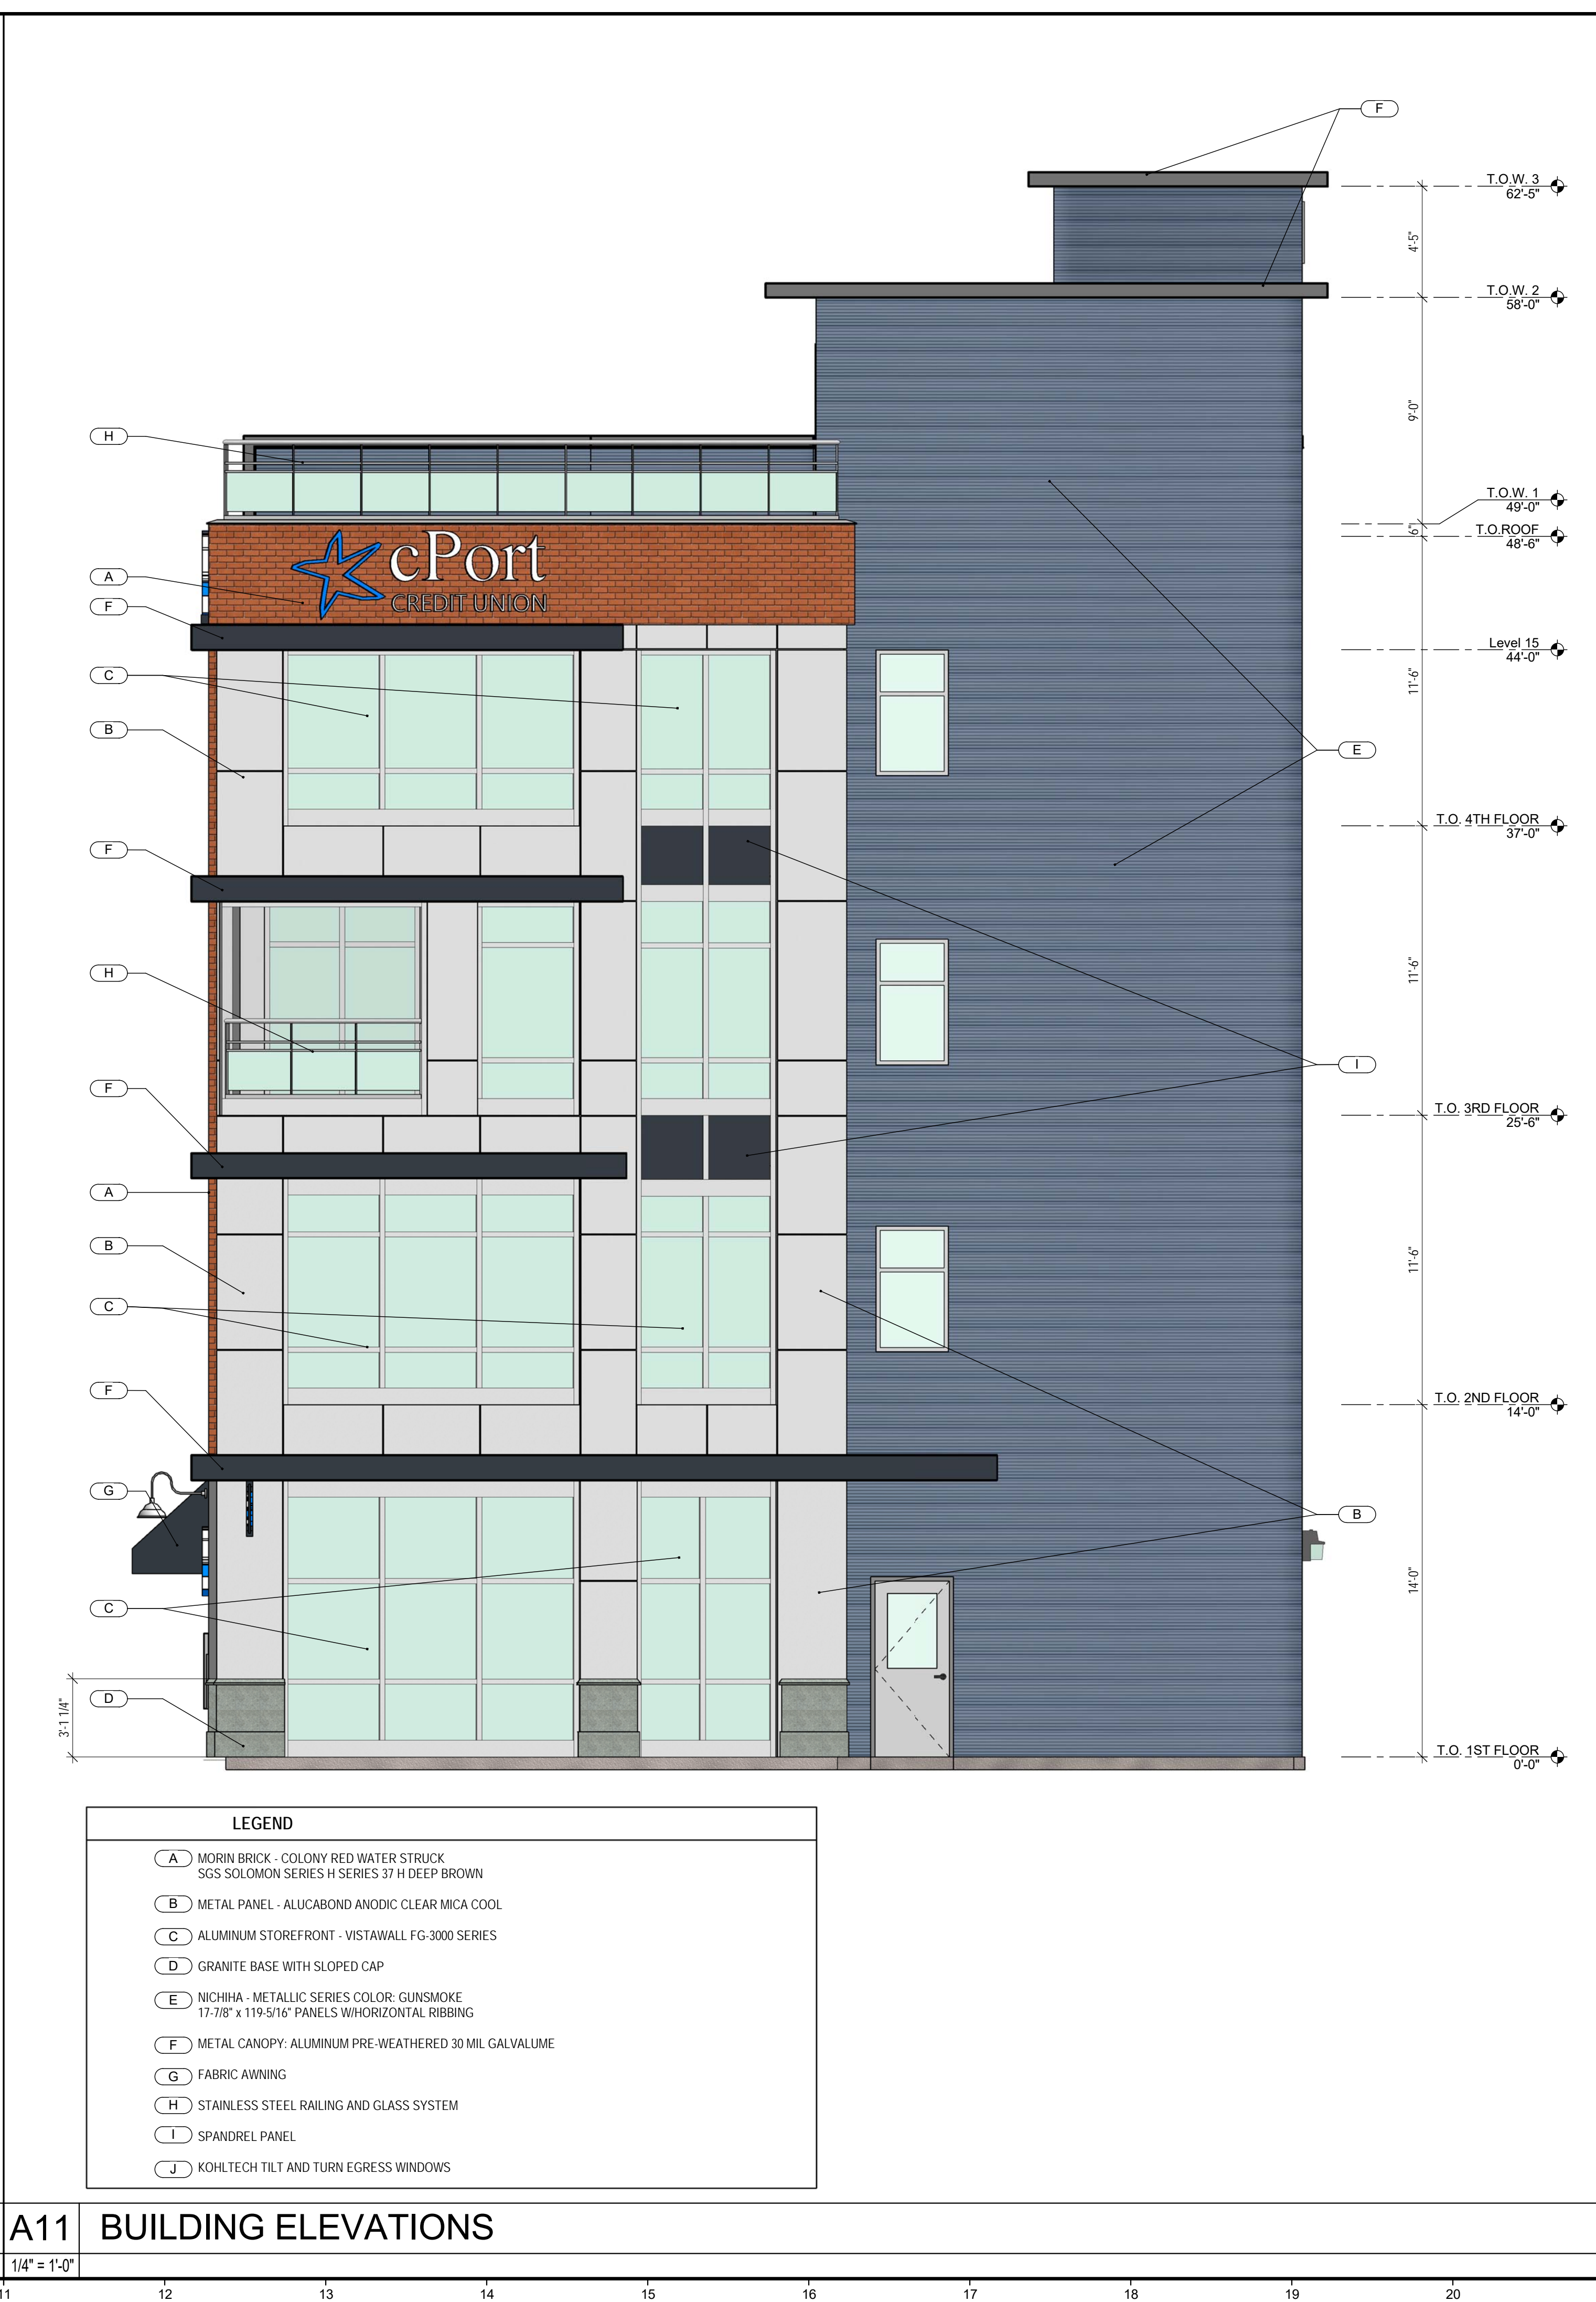 F
T.O.W. 3
62'-5"
4'-5"
T.O.W. 2
58'-0"
9'-0"
H
T.O.W. 1
49'-0"
6"
T.O.ROOF
48'-6"
cPort
CREDIT UNION
A
F
Level 15
44'-0"
C
11'-6"
B
E
T.O. 4TH FLOOR
37'-0"
F
H
11'-6"
I
F
T.O. 3RD FLOOR
25'-6"
A
B
11'-6"
C
F
T.O. 2ND FLOOR
14'-0"
G
B
14'-0"
C
D
3'-1 1/4"
T.O. 1ST FLOOR
0'-0"
LEGEND
A MORIN BRICK - COLONY RED WATER STRUCK
SGS SOLOMON SERIES H SERIES 37 H DEEP BROWN
B METAL PANEL - ALUCABOND ANODIC CLEAR MICA COOL
C ALUMINUM STOREFRONT - VISTAWALL FG-3000 SERIES
D GRANITE BASE WITH SLOPED CAP
E NICHIHA - METALLIC SERIES COLOR: GUNSMOKE
17-7/8" x 119-5/16" PANELS W/HORIZONTAL RIBBING
F METAL CANOPY: ALUMINUM PRE-WEATHERED 30 MIL GALVALUME
G FABRIC AWNING
H STAINLESS STEEL RAILING AND GLASS SYSTEM
I SPANDREL PANEL
J KOHLTECH TILT AND TURN EGRESS WINDOWS
A11 BUILDING ELEVATIONS
1/4" = 1'-0"
11 12 13 14 15 16 17 18 19 20